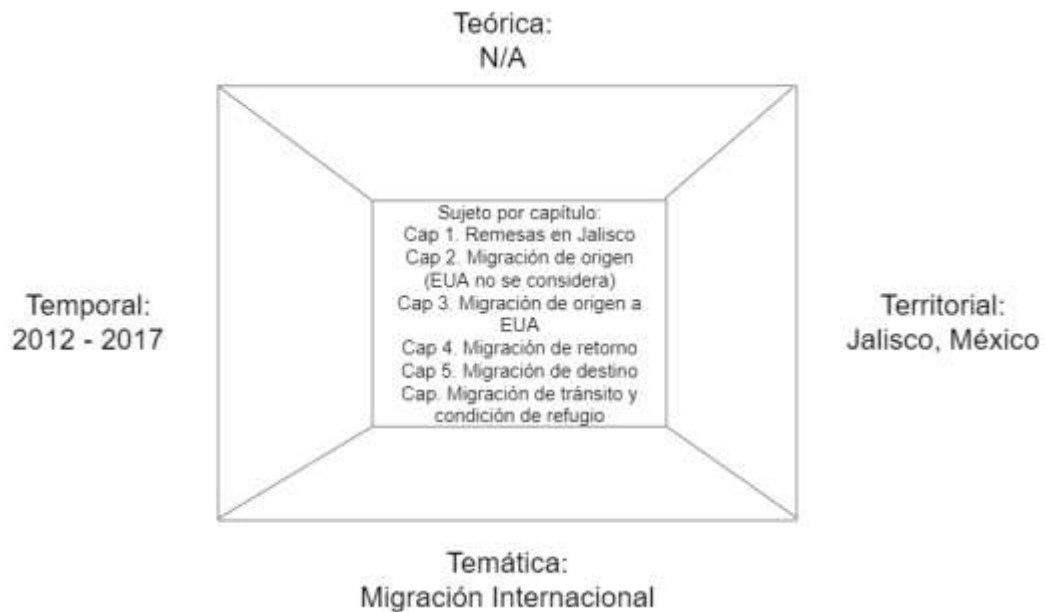 Teórica:
N/A
Sujeto por capítulo:
Cap 1. Remesas en Jalisco
Cap 2. Migración de origen
(EUA no se considera)
Cap 3. Migración de origen a
EUA
Cap 4. Migración de retorno
Cap 5. Migración de destino
Cap. Migración de tránsito y
condición de refugio
Temporal:
2012 - 2017
Territorial:
Jalisco, México
Temática:
Migración Internacional